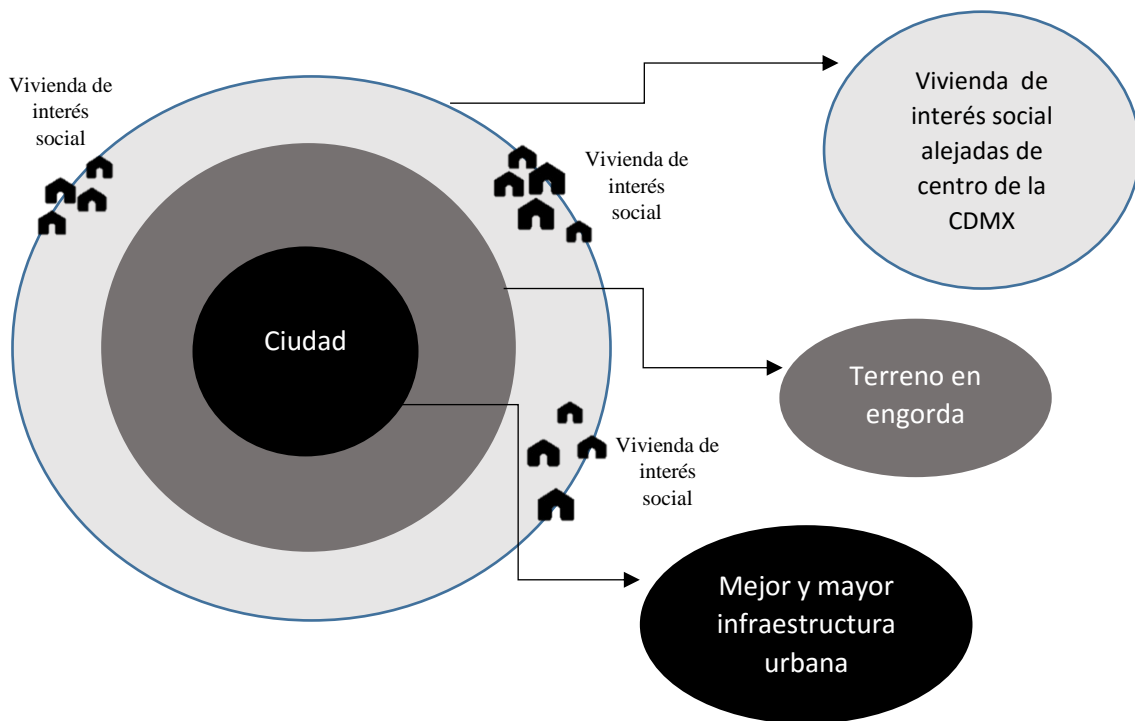 Vivienda de
interés
social
Vivienda de
interés
social
Vivienda de
interés social
alejadas de
centro de la
CDMX
Ciudad
Terreno en
engorda
Vivienda de
interés
social
Mejor y mayor
infraestructura
urbana